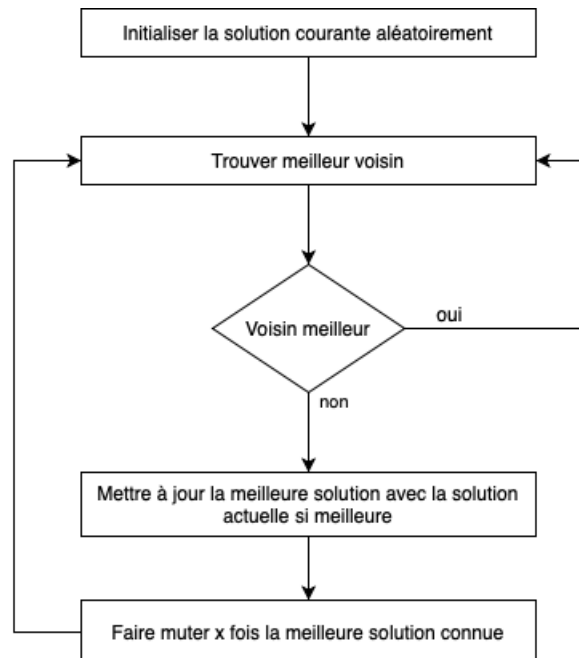 Initialiser la solution courante aléatoirement
Trouver meilleur voisin
Voisin meilleur
oui
non
Mettre à jour la meilleure solution avec la solution
actuelle si meilleure
Faire muter x fois la meilleure solution connue